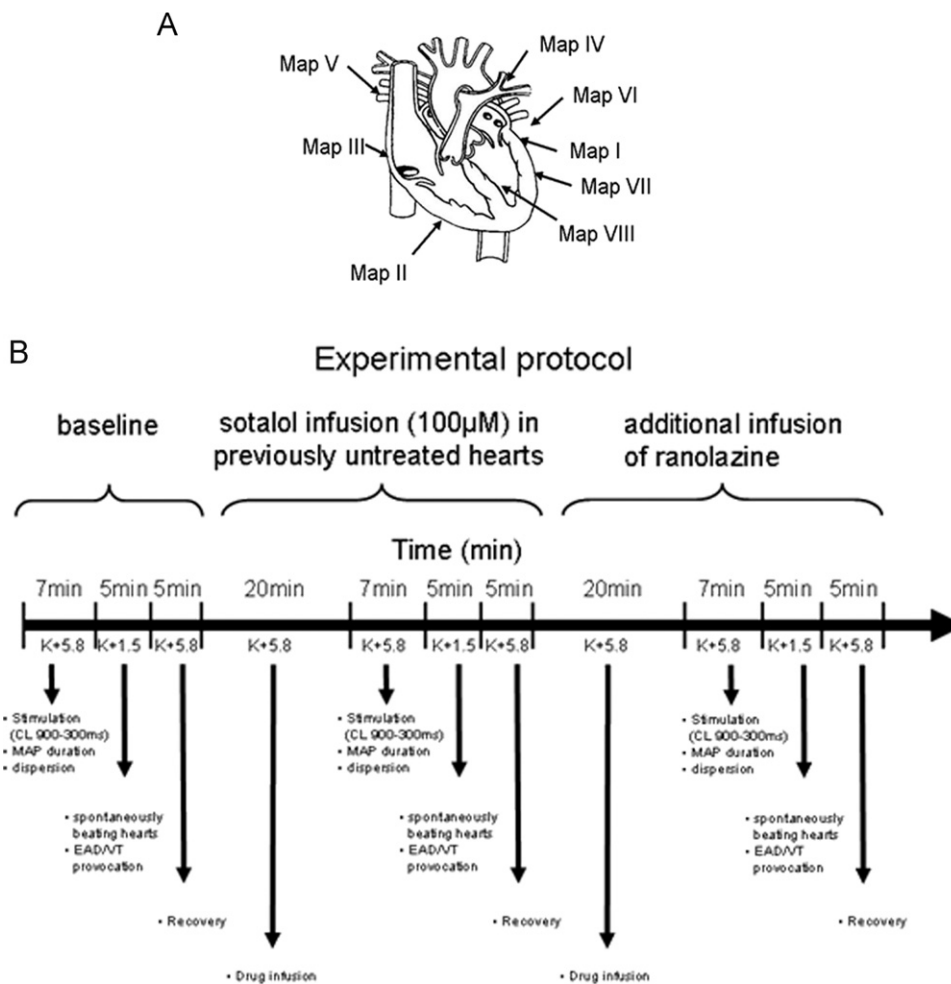 A
Map IV
Map V
Map VI
Map III
Map I
Map VII
Map VIII
Map II
B
Experimental protocol
baseline
sotalol infusion (100µM) in
previously untreated hearts
additional infusion
of ranolazine
Time (min)
7min 5min 5min 20min 7min 5min 5min 20min 7min 5min 5min
K+5.8 K+1.5 K+5.8 K+5.8 K+5.8 K+1.5 K+5.8 K+5.8 K+5.8 K+1.5 K+5.8
• Stimulation
(CL 900-300ms)
• MAP duration
• dispersion
• Stimulation
(CL 900-300ms)
• MAP duration
• dispersion
• Stimulation
(CL 900-300ms)
• MAP duration
• dispersion
• spontaneously
beating hearts
• EAD/VT
provocation
• spontaneously
beating hearts
• EAD/VT
provocation
• spontaneously
beating hearts
• EAD/VT
provocation
• Recovery
• Recovery
• Recovery
• Drug infusion
• Drug infusion